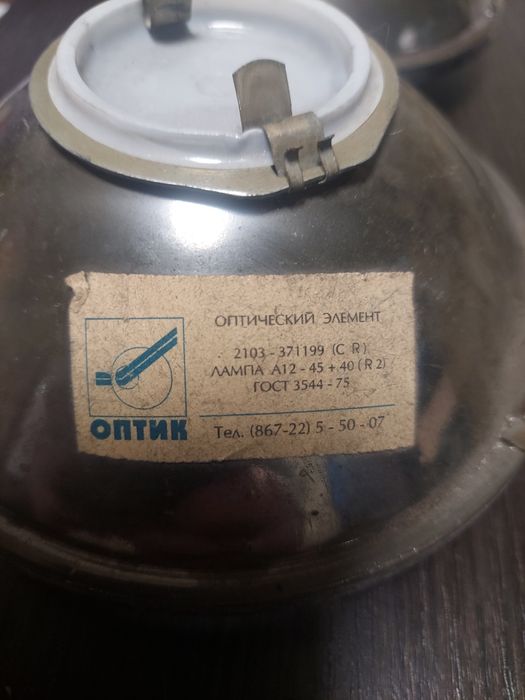 ОПТИЧЕСКИЙ ЭЛЕМЕНТ
2103 - 371199 (C R)
ЛАМПА А12 - 45 + 40 (R 2)
ГОСТ 3544 - 75
ОПТИК
Тел. (867-22) 5 - 50 - 07